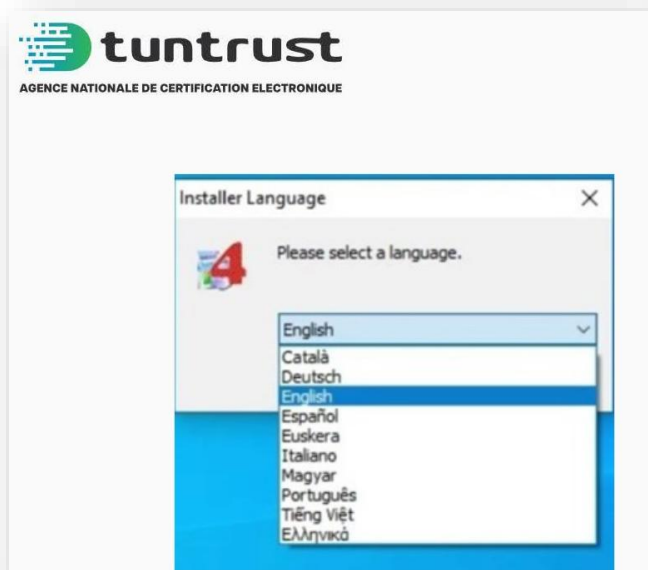 tuntrust
AGENCE NATIONALE DE CERTIFICATION ELECTRONIQUE
Installer Language
4
Please select a language.
English
Català
Deutsch
English
Español
Euskera
Italiano
Magyar
Português
Tiếng Việt
Ελληνικά